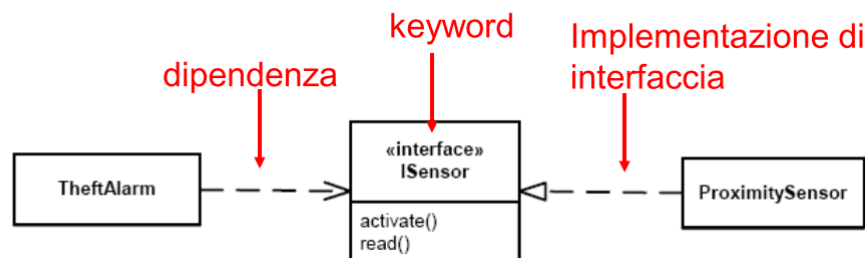 keyword
Implementazione di
interfaccia
dipendenza
«interface»
ISensor
TheftAlarm
ProximitySensor
activate()
read()